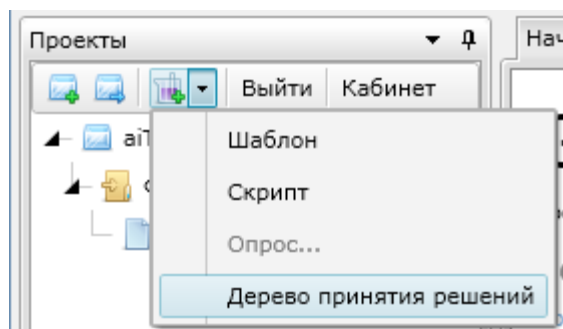 Проекты
Выйти Кабинет
Шаблон
Скрипт
Опрос...
Дерево принятия решений